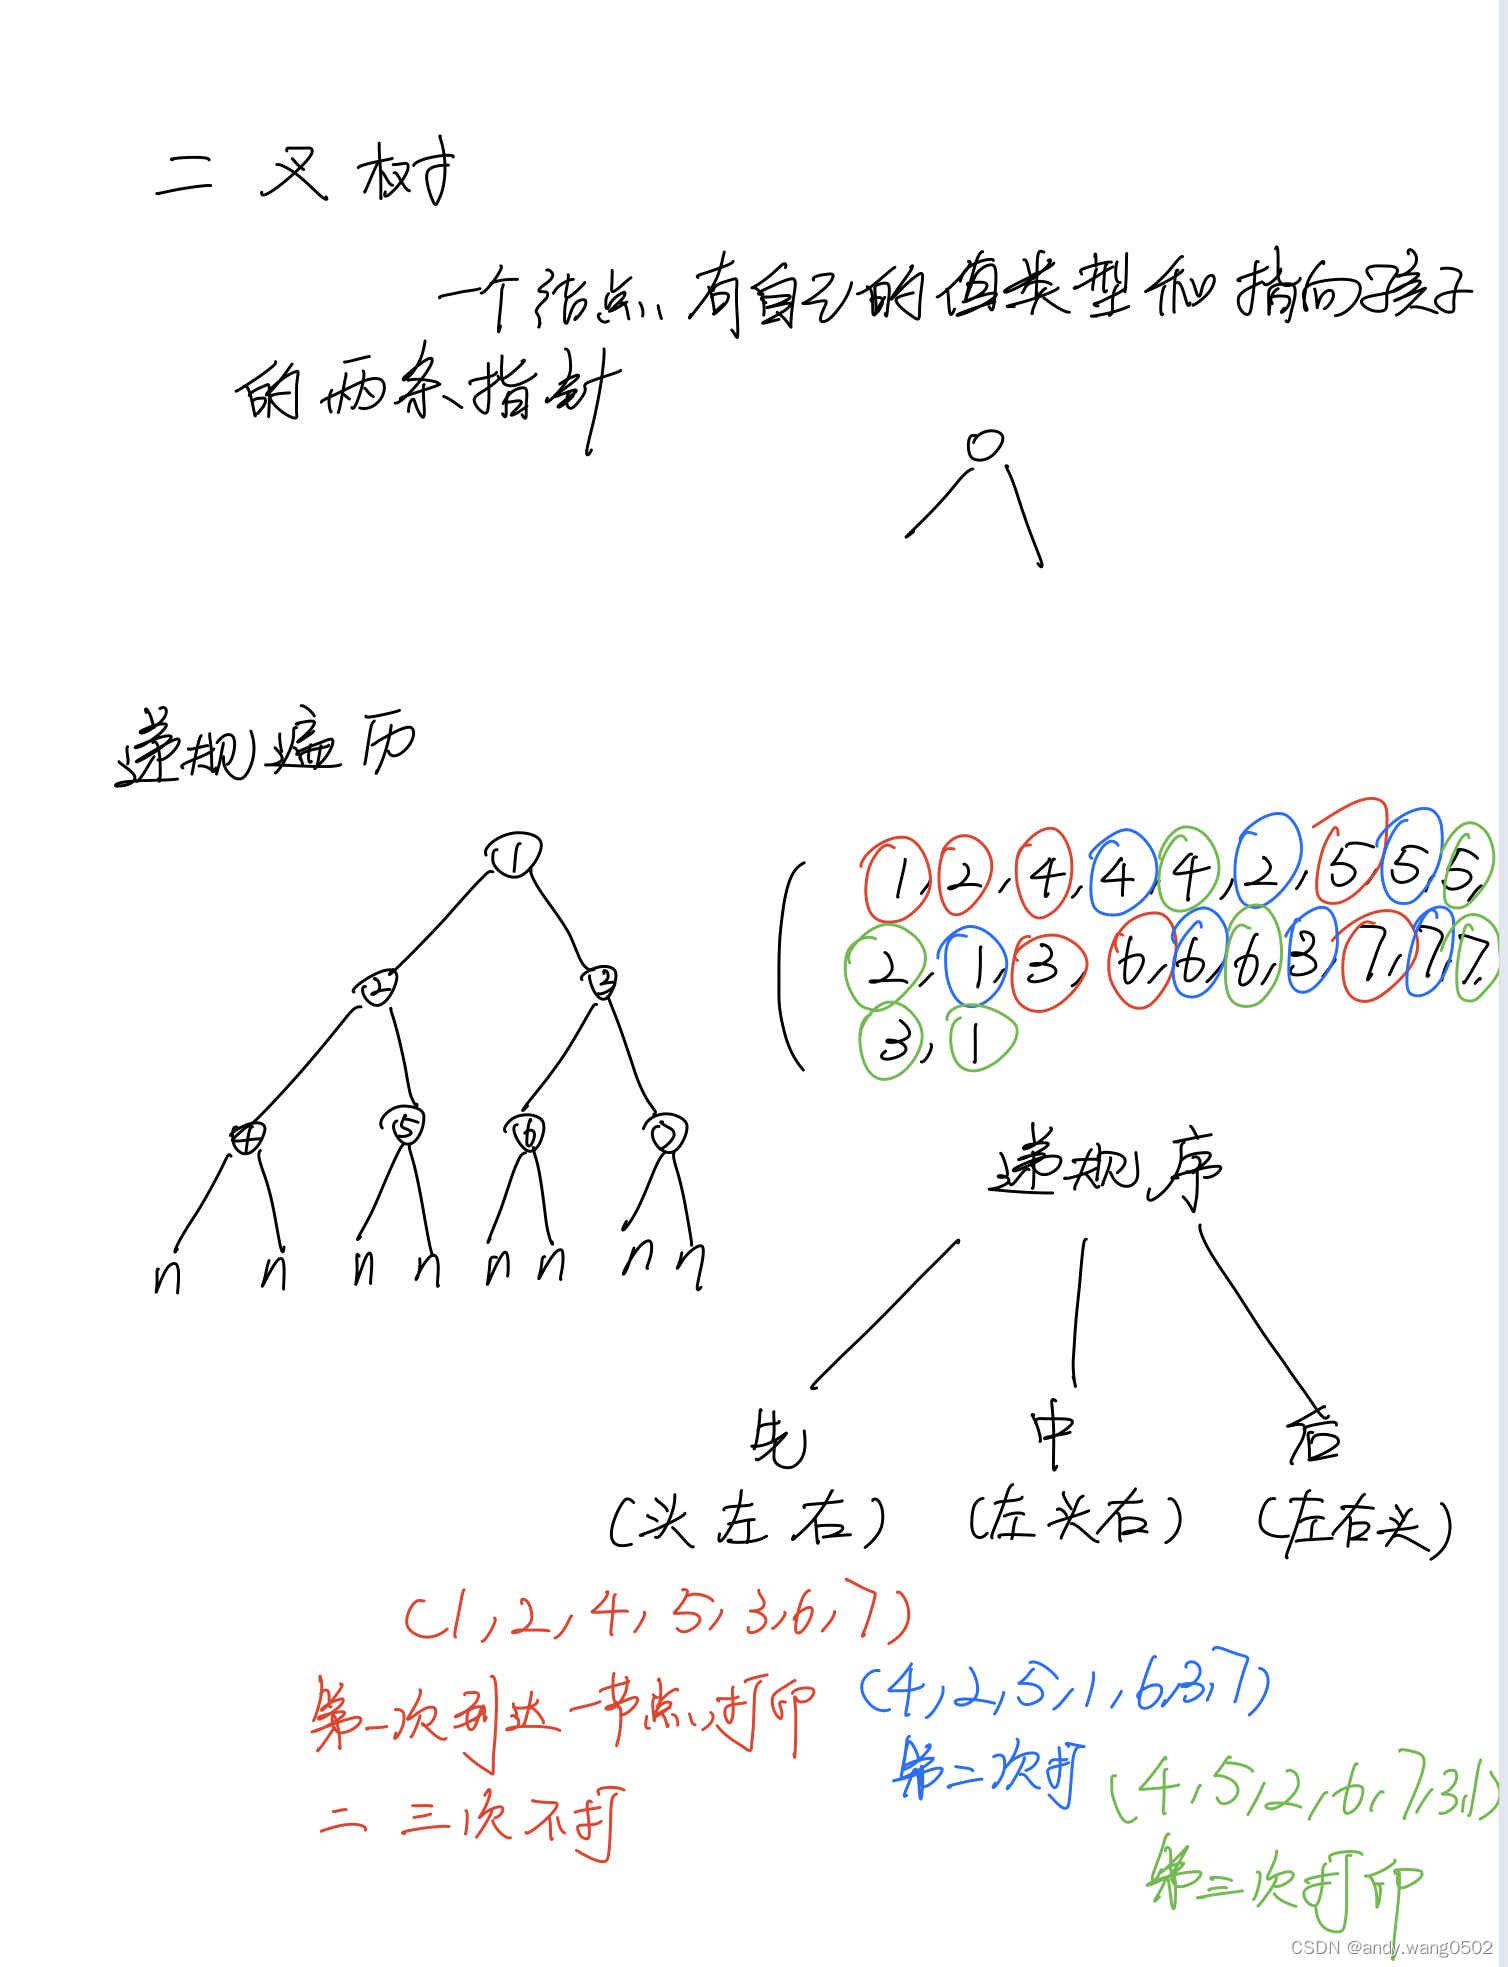 二叉树
一个结点、有自己的值类型和指向孩子
的两条指针
递规遍历
1
2 3
4 5 6 7
n n n n n n n n
(1,2,4,4,4,2,5,5,5,
2,1,3,6,6,6,3,7,7,7,
3,1
递规序
先 中 后
(头左右) (左头右) (左右头)
(1,2,4,5,3,6,7)
第一次到达一节点、打印
二 三次不打
(4,2,5,1,6,3,7)
第二次打
(4,5,2,6,7,3,1)
第三次打印
CSDN @andy.wang0502